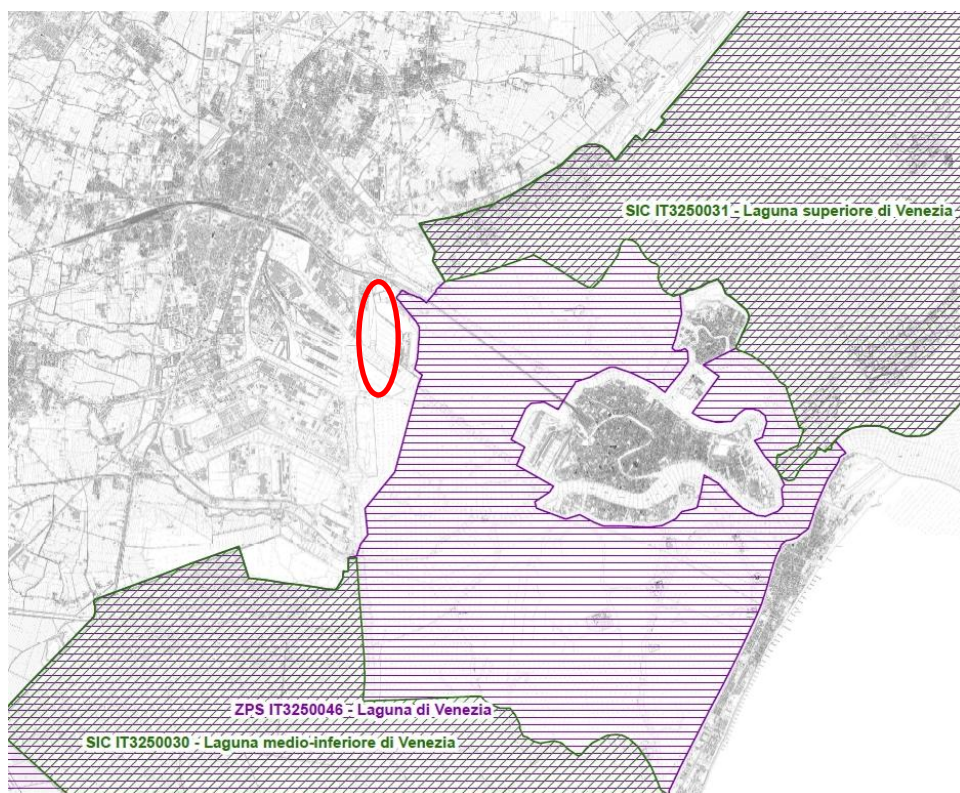 SIC IT3250031 - Laguna superiore di Venezia
ZPS IT3250046 - Laguna di Venezia
SIC IT3250030 - Laguna medio-inferiore di Venezia